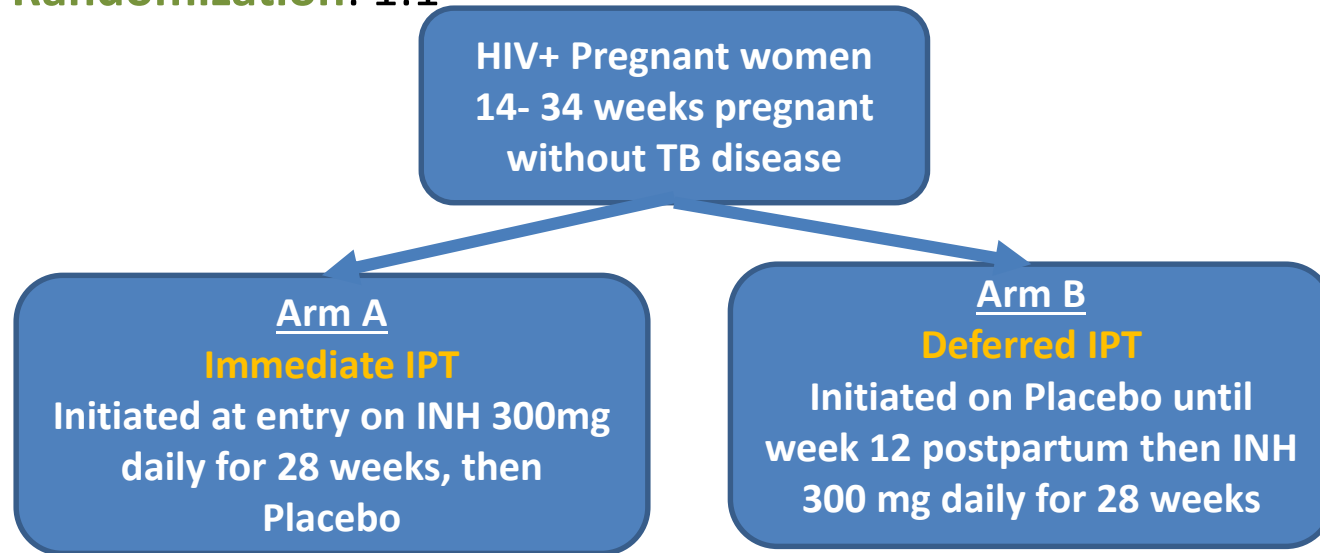 Randomization: 1:1
HIV+ Pregnant women
14- 34 weeks pregnant
without TB disease
Arm A
Immediate IPT
Initiated at entry on INH 300mg
daily for 28 weeks, then
Placebo
Arm B
Deferred IPT
Initiated on Placebo until
week 12 postpartum then INH
300 mg daily for 28 weeks